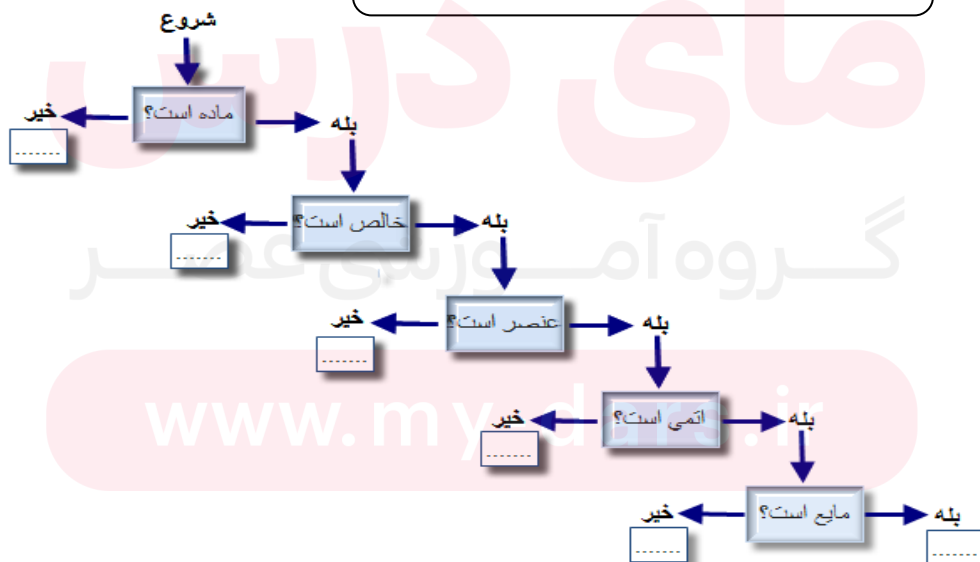 شروع
ماده است؟
خیر
.......
بله
خالص است؟
خیر
.......
بله
عنصر است؟
خیر
.......
بله
اتمی است؟
خیر
.......
بله
مایع است؟
خیر
.......
بله
.......
مای درس
گروه آموزشی عصر
www.my-dars.ir